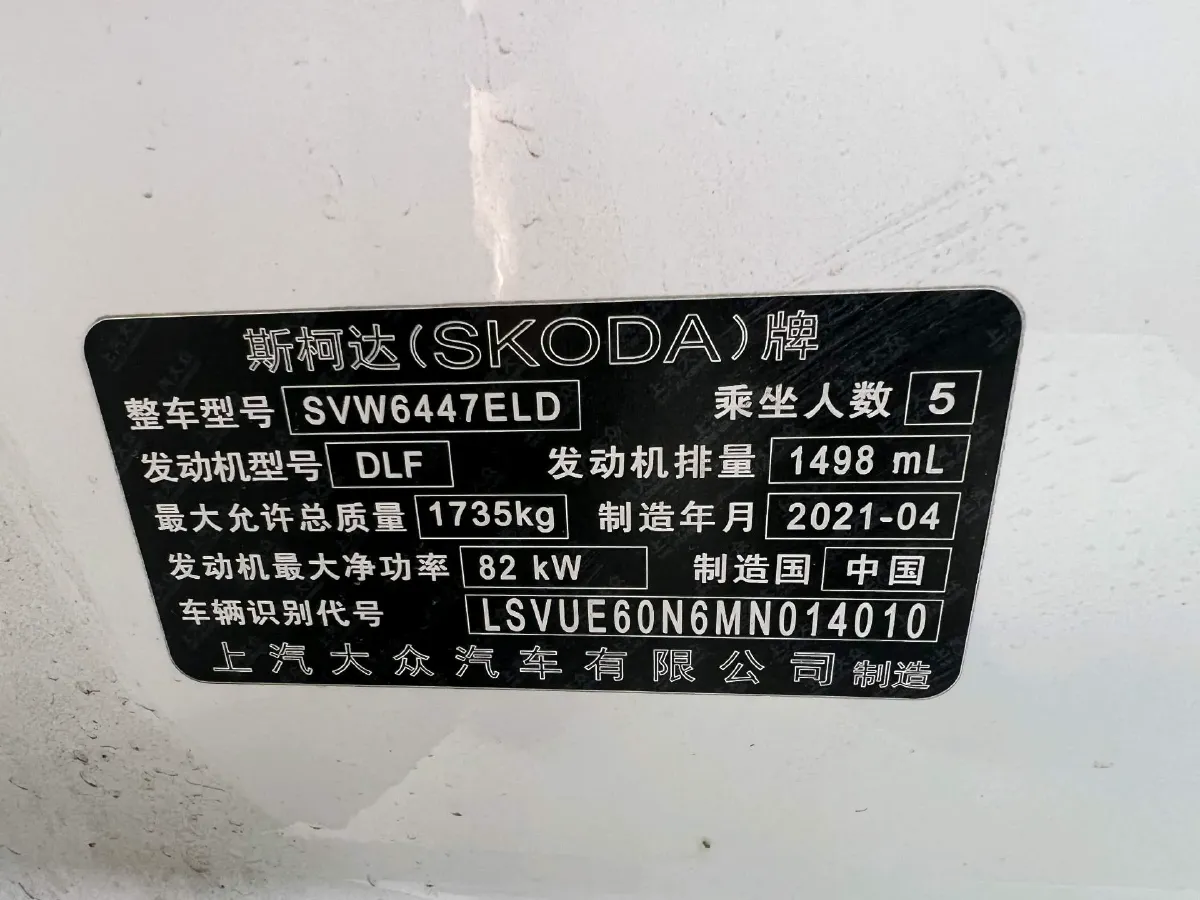 斯柯达(SKODA)牌
整车型号 SVW6447ELD 乘坐人数 5
发动机型号 DLF 发动机排量 1498 mL
最大允许总质量 1735kg 制造年月 2021-04
发动机最大净功率 82 kW 制造国 中国
车辆识别代号 LSVUE60N6MN014010
上汽大众汽车有限公司 制造